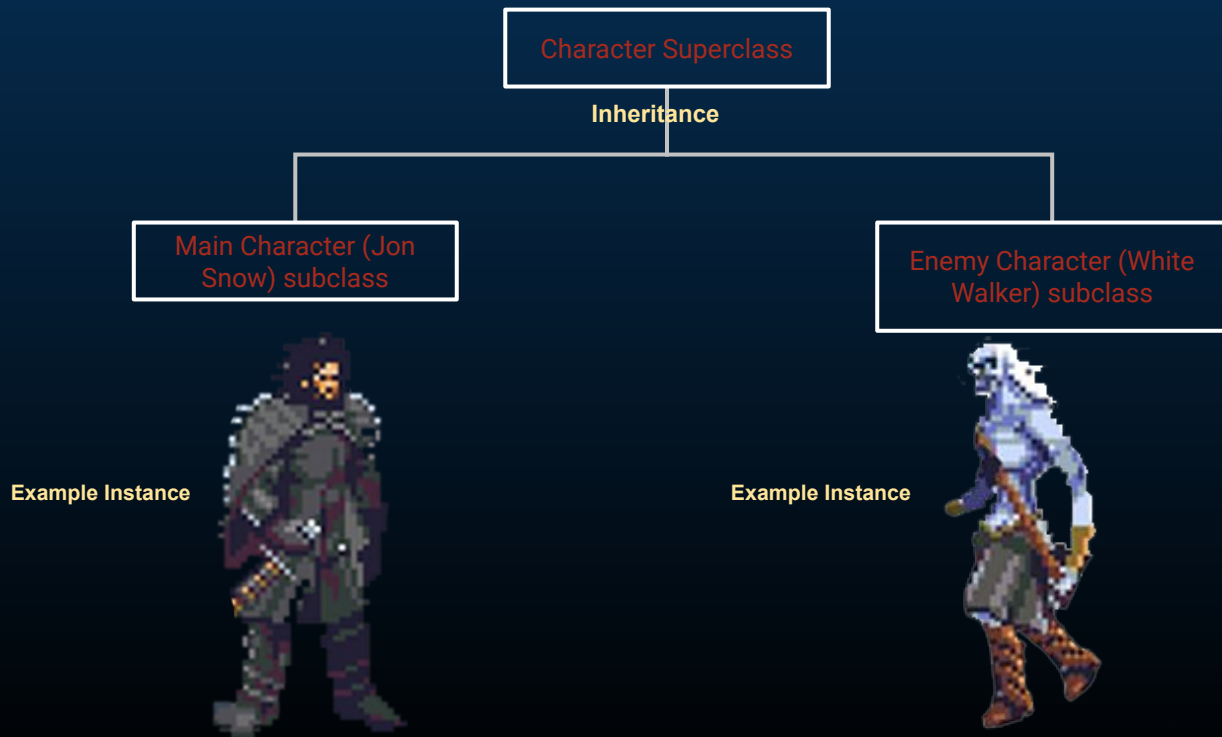 Character Superclass
Inheritance
Main Character (Jon
Snow) subclass
Enemy Character (White
Walker) subclass
Example Instance
Example Instance